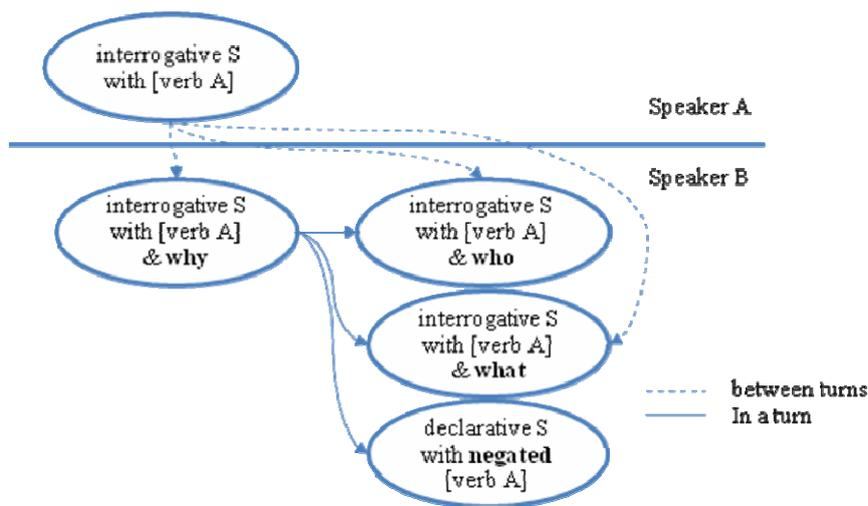 interrogative S
with [verb A]
Speaker A
Speaker B
interrogative S
with [verb A]
& why
interrogative S
with [verb A]
& who
interrogative S
with [verb A]
& what
declarative S
with negated
[verb A]
between turns
In a turn